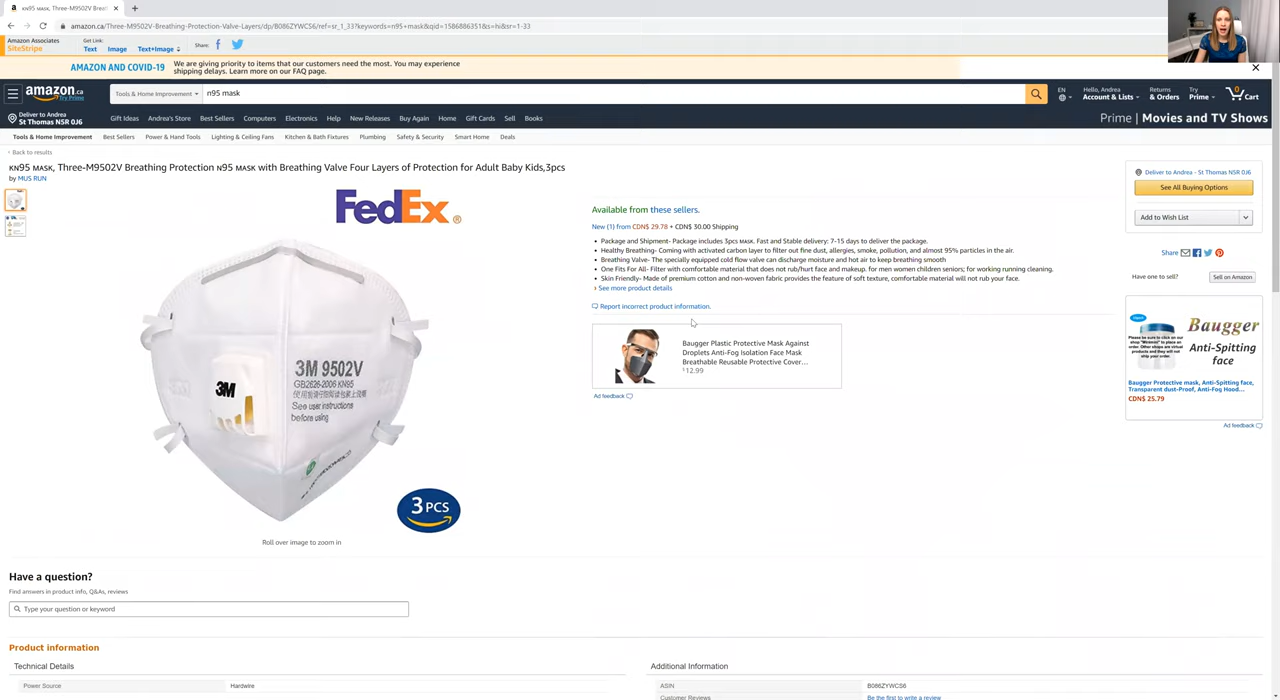 KN95 MASK, Three-M9502V Breat
amazon.ca/Three-M9502V-Breathing-Protection-Valve-Layers/dp/B086ZYWCS6/ref=sr_1_33?keywords=n95+mask&qid=1586886351&s=hi&sr=1-33
Amazon Associates
SiteStripe
Get Link:
Text Image Text+Image
Share:
AMAZON AND COVID-19
We are giving priority to items that our customers need the most. You may experience
shipping delays. Learn more on our FAQ page.
amazon.ca
Try Prime
Tools & Home Improvement
n95 mask
EN
Hello, Andrea
Account & Lists
Returns
& Orders
Try
Prime
0
Cart
Deliver to Andrea
St Thomas N5R 0J6
Gift Ideas Andrea's Store Best Sellers Computers Electronics Help New Releases Buy Again Home Gift Cards Sell Books
Prime | Movies and TV Shows
Tools & Home Improvement Best Sellers Power & Hand Tools Lighting & Ceiling Fans Kitchen & Bath Fixtures Plumbing Safety & Security Smart Home Deals
‹ Back to results
KN95 MASK, Three-M9502V Breathing Protection N95 MASK with Breathing Valve Four Layers of Protection for Adult Baby Kids,3pcs
by MUS RUN
FedEx®
3M
3M 9502V
GB2626-2006 KN95
See user instructions
before using
3 PCS
Roll over image to zoom in
Available from these sellers.
New (1) from CDN$ 29.78 + CDN$ 30.00 Shipping
• Package and Shipment- Package includes 3pcs MASK. Fast and Stable delivery: 7-15 days to deliver the package.
• Healthy Breathing- Coming with activated carbon layer to filter out fine dust, allergies, smoke, pollution, and almost 95% particles in the air.
• Breathing Valve- The specially equipped cold flow valve can discharge moisture and hot air to keep breathing smooth
• One Fits For All- Filter with comfortable material that does not rub/hurt face and makeup. for men women children seniors; for working running cleaning.
• Skin Friendly- Made of premium cotton and non-woven fabric provides the feature of soft texture, comfortable material will not rub your face.
› See more product details
Report incorrect product information.
Baugger Plastic Protective Mask Against
Droplets Anti-Fog Isolation Face Mask
Breathable Reusable Protective Cover...
$12.99
Ad feedback
Deliver to Andrea - St Thomas N5R 0J6
See All Buying Options
Add to Wish List
Share
Have one to sell?
Sell on Amazon
Baugger
Anti-Spitting
face
Please be sure to click on
Baugger Protective mask, Anti-Spitting face,
Transparent dust-Proof, Anti-Fog Hood...
CDN$ 25.79
Ad feedback
Have a question?
Find answers in product info, Q&As, reviews
Type your question or keyword
Product information
Technical Details
Power Source Hardwire
Additional Information
ASIN B086ZYWCS6
Customer Reviews Be the first to write a review